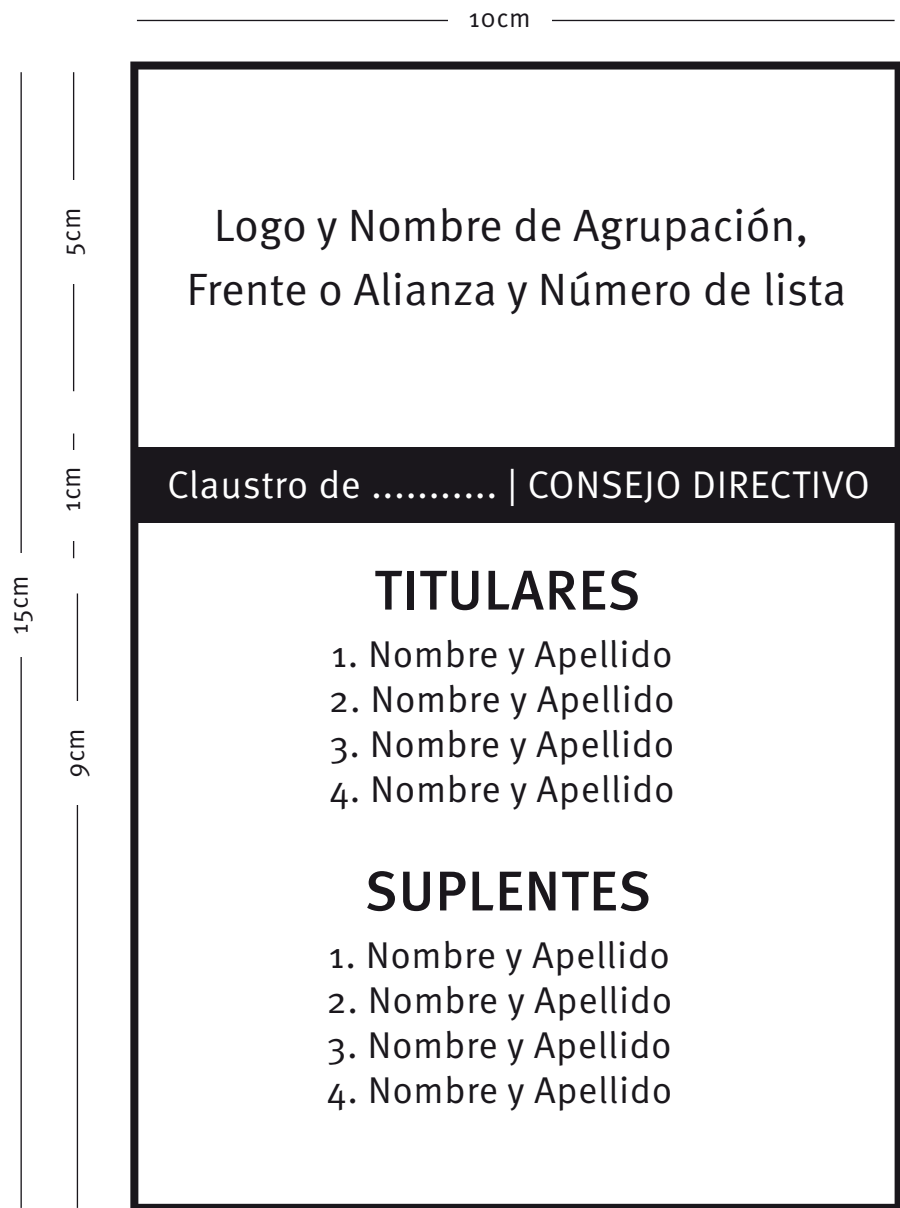 10cm
5cm
Logo y Nombre de Agrupación,
Frente o Alianza y Número de lista
1cm
Claustro de ........... | CONSEJO DIRECTIVO
15cm
9cm
TITULARES
1. Nombre y Apellido
2. Nombre y Apellido
3. Nombre y Apellido
4. Nombre y Apellido
SUPLENTES
1. Nombre y Apellido
2. Nombre y Apellido
3. Nombre y Apellido
4. Nombre y Apellido